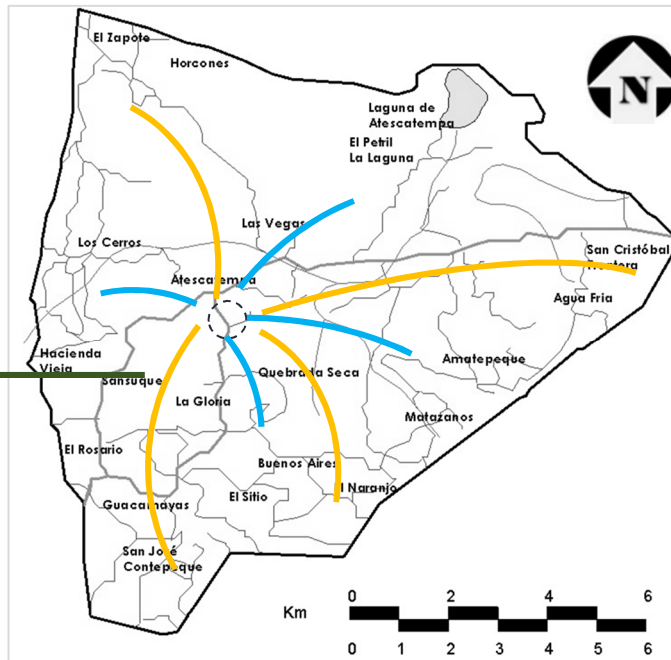 El Zapote
Horcones
N
Laguna de
Atescatempa
El Petril
La Laguna
Las Vegas
Los Cerros
San Cristóbal
Frontera
Atescatempa
Agua Fria
Hacienda
Vieja
Amatepeque
Quebrada Seca
Sansuque
La Gloria
Matazanos
El Rosario
Buenos Aires
El Naranjo
El Sitio
Guacamayas
San José
Contepeque
Km
0 2 4 6
0 1 2 3 4 5 6